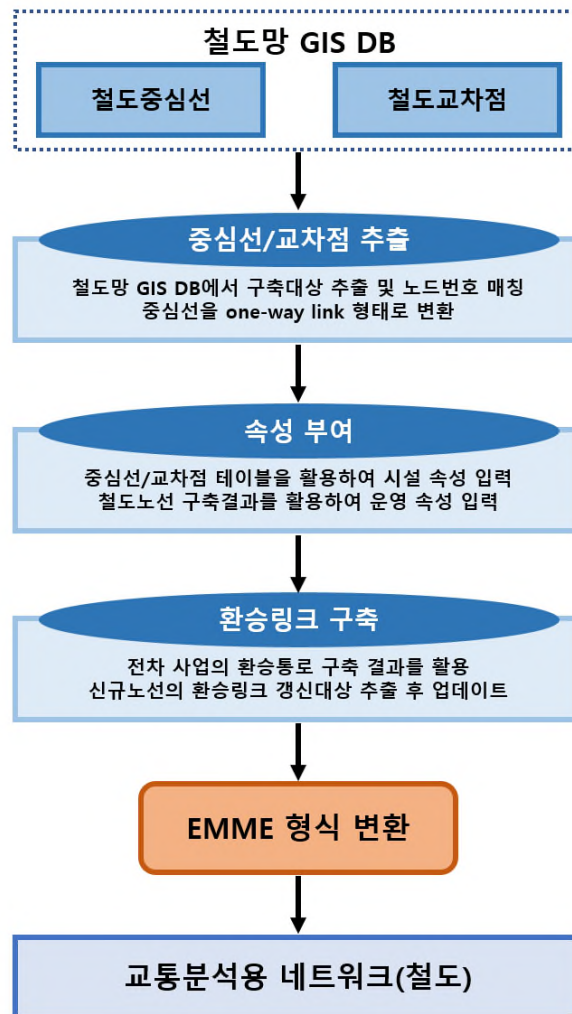 철도망 GIS DB
철도중심선
철도교차점
중심선/교차점 추출
철도망 GIS DB에서 구축대상 추출 및 노드번호 매칭
중심선을 one-way link 형태로 변환
속성 부여
중심선/교차점 테이블을 활용하여 시설 속성 입력
철도노선 구축결과를 활용하여 운영 속성 입력
환승링크 구축
전차 사업의 환승통로 구축 결과를 활용
신규노선의 환승링크 갱신대상 추출 후 업데이트
EMME 형식 변환
교통분석용 네트워크(철도)